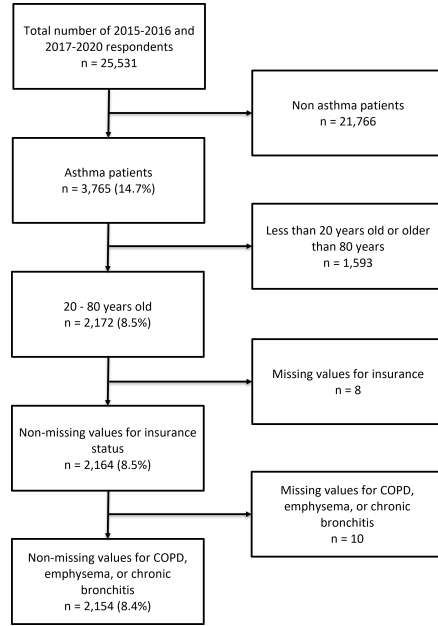 Total number of 2015-2016 and
2017-2020 respondents
n = 25,531
Non asthma patients
n = 21,766
Asthma patients
n = 3,765 (14.7%)
Less than 20 years old or older
than 80 years
n = 1,593
20 - 80 years old
n = 2,172 (8.5%)
Missing values for insurance
n = 8
Non-missing values for insurance
status
n = 2,164 (8.5%)
Missing values for COPD,
emphysema, or chronic
bronchitis
n = 10
Non-missing values for COPD,
emphysema, or chronic
bronchitis
n = 2,154 (8.4%)